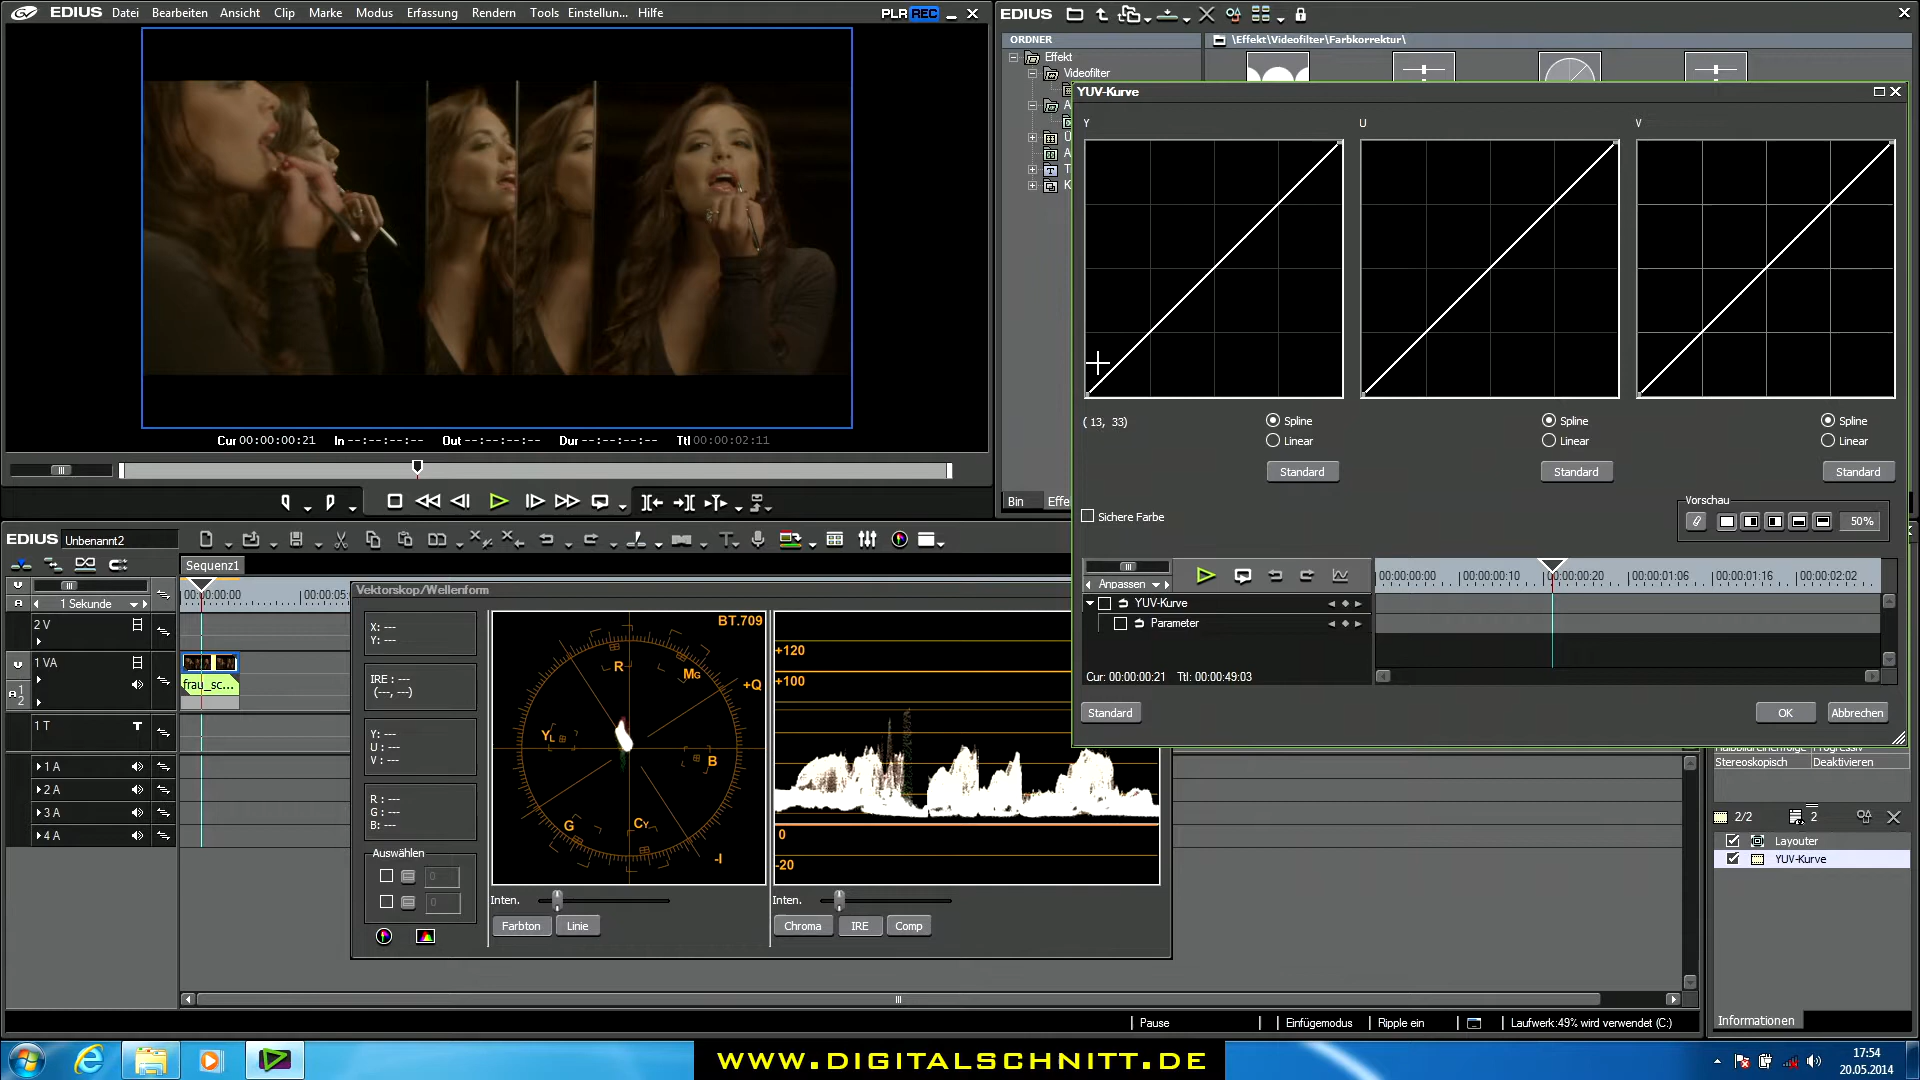 EDIUS Datei Bearbeiten Ansicht Clip Marke Modus Erfassung Rendern Tools Einstellun... Hilfe PLR REC
EDIUS
ORDNER
\Effekt\Videofilter\Farbkorrektur\
Effekt
Videofilter
A
Ü
A
T
K
Bin Effe
Cur 00:00:00:21 In --:--:--:-- Out --:--:--:-- Dur --:--:--:-- Ttl 00:00:02:11
YUV-Kurve
Y U V
(13, 33)
Spline Spline Spline
Linear Linear Linear
Standard Standard Standard
Sichere Farbe
Vorschau
50%
Anpassen
00:00:00:00 00:00:00:10 00:00:00:20 00:00:01:06 00:00:01:16 00:00:02:02
YUV-Kurve
Parameter
Cur: 00:00:00:21 Ttl: 00:00:49:03
Standard OK Abbrechen
EDIUS Unbenannt2
Sequenz1
1 Sekunde
00:00:00:00 00:00:05:
2 V
1 VA
1
2
frau_sc...
1 T T
1 A
2 A
3 A
4 A
Vektorskop/Wellenform
X: ---
Y: ---
IRE : ---
(---, ---)
Y: ---
U : ---
V : ---
R : ---
G : ---
B: ---
Auswählen
0
0
BT.709
R
MG
+Q
YL
B
G
CY
-I
+120
+100
0
-20
Inten. Inten.
Farbton Linie Chroma IRE Comp
Stereoskopisch Deaktivieren
2/2 2
Layouter
YUV-Kurve
Informationen
Pause Einfügemodus Ripple ein Laufwerk:49% wird verwendet (C:)
WWW.DIGITALSCHNITT.DE
17:54
20.05.2014